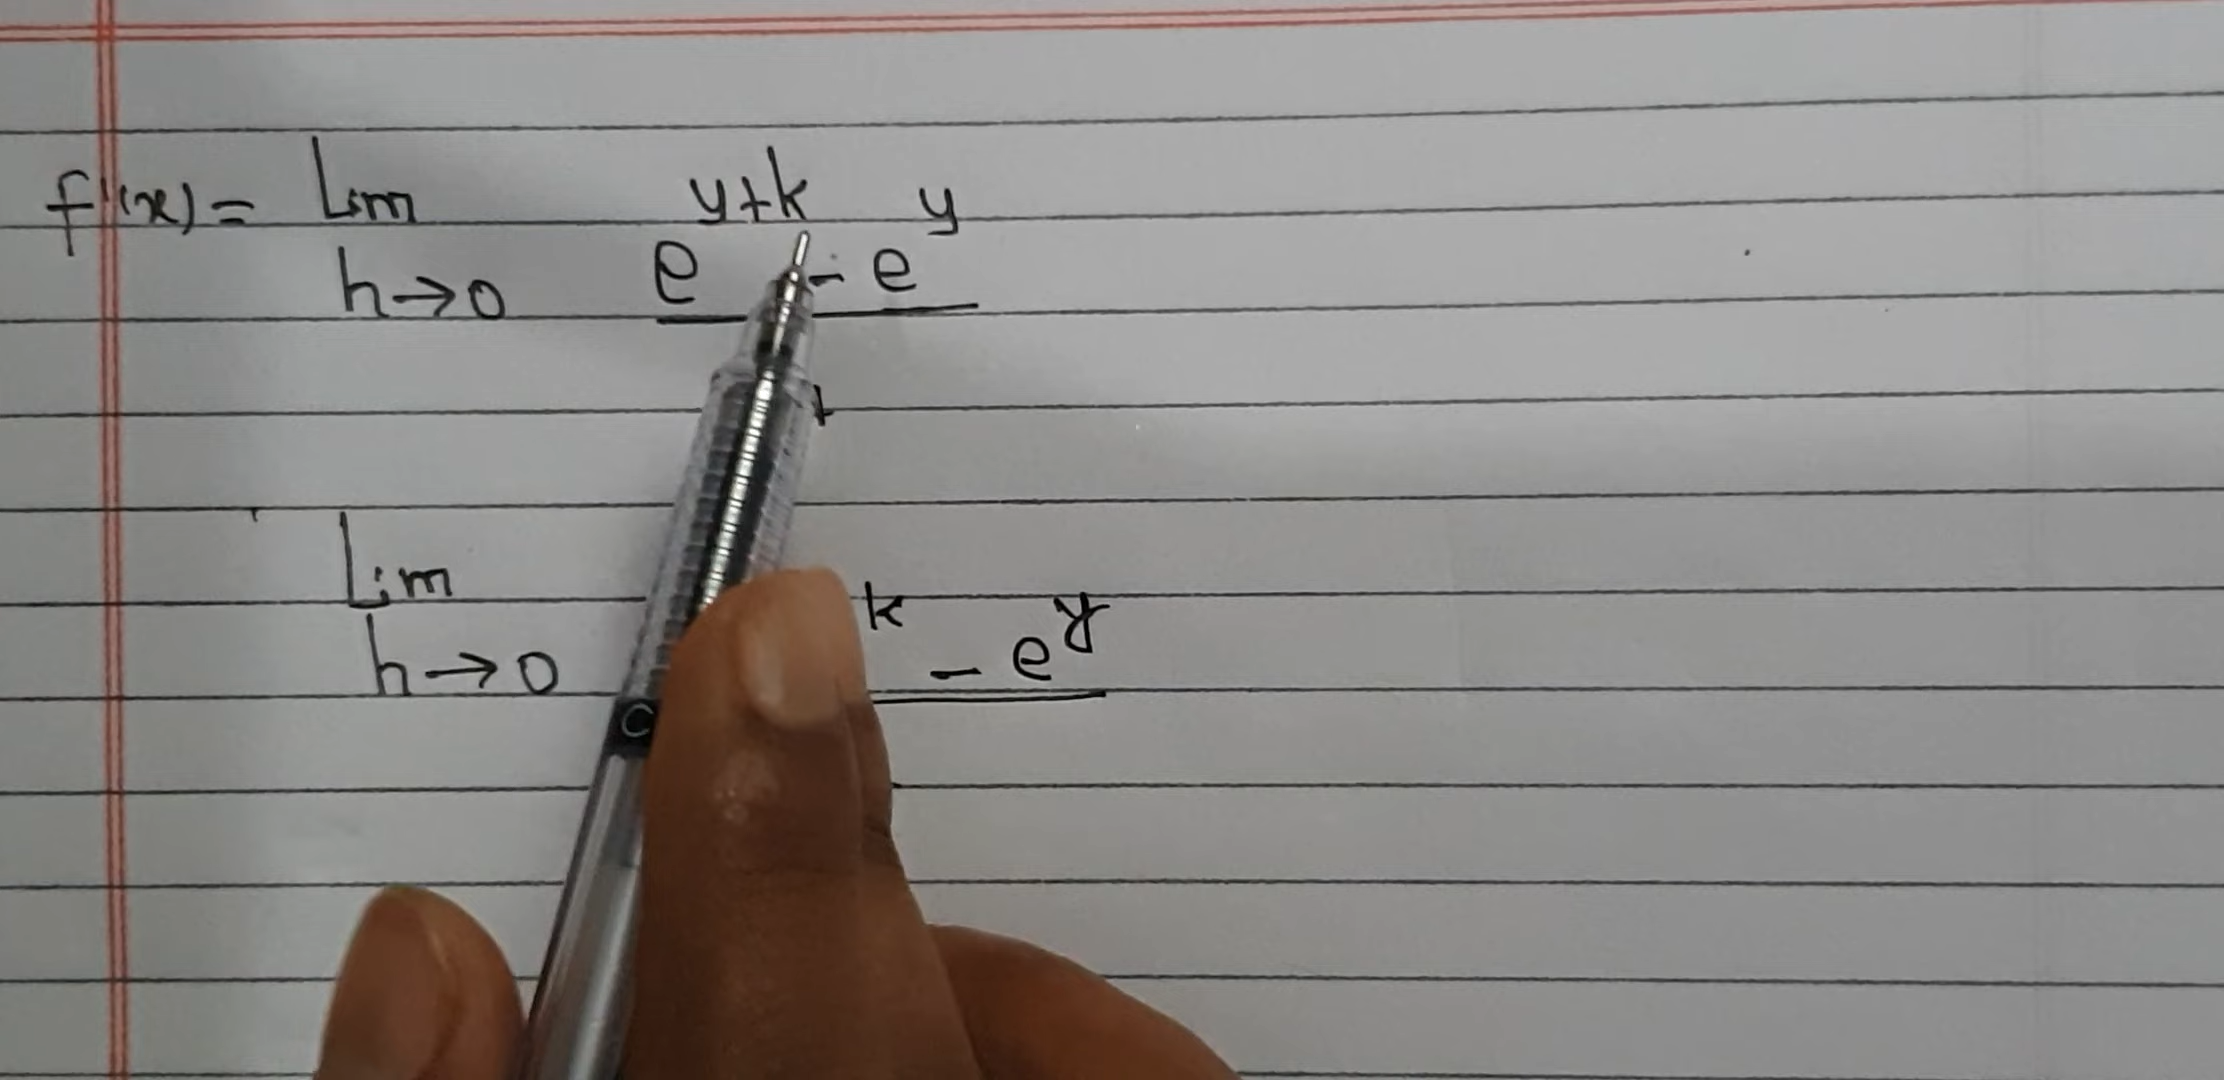 f'(x) = Lim y+k y
h→0 e - e
Lim
h→0 k - e^y
C